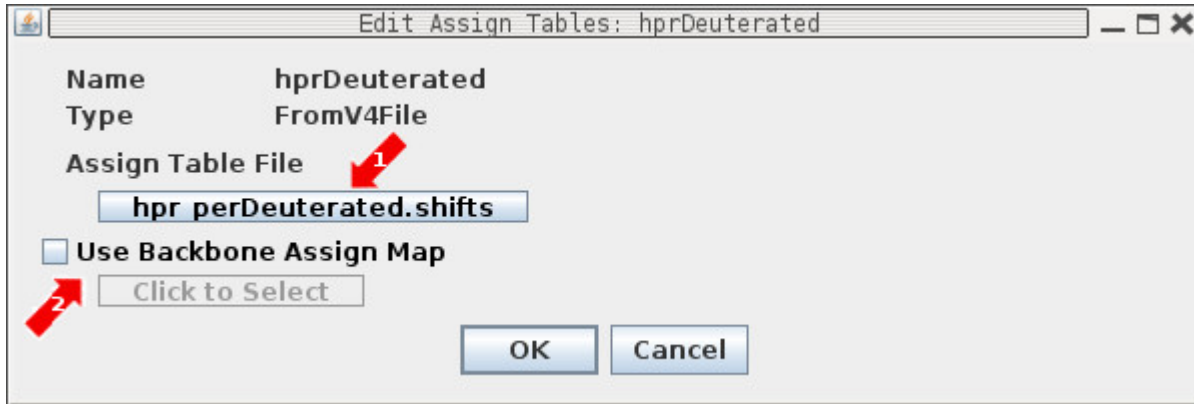 Edit Assign Tables: hprDeuterated
Name hprDeuterated
Type FromV4File
Assign Table File
1
hpr perDeuterated.shifts
Use Backbone Assign Map
2
Click to Select
OK Cancel